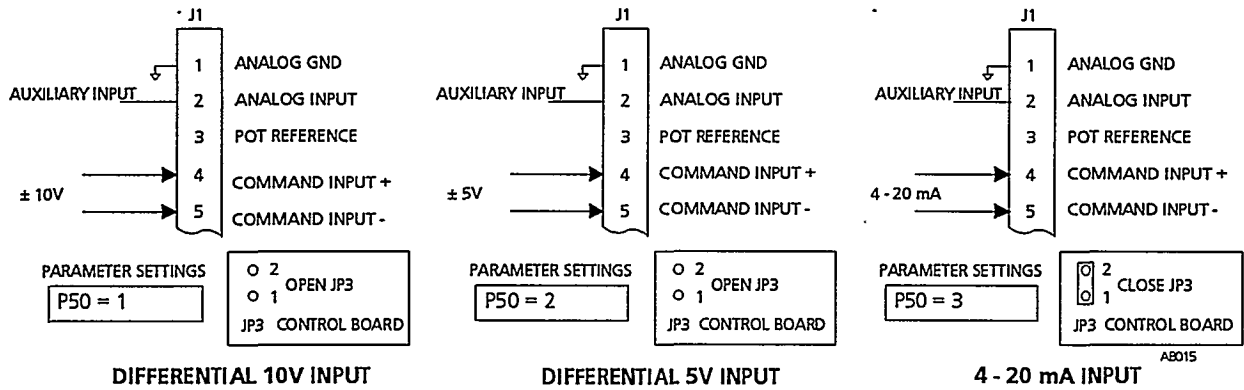 J1
1 ANALOG GND
AUXILIARY INPUT 2 ANALOG INPUT
3 POT REFERENCE
± 10V
4 COMMAND INPUT +
5 COMMAND INPUT -
PARAMETER SETTINGS
P50 = 1
2
OPEN JP3
1
JP3 CONTROL BOARD
DIFFERENTIAL 10V INPUT
J1
1 ANALOG GND
AUXILIARY INPUT 2 ANALOG INPUT
3 POT REFERENCE
± 5V
4 COMMAND INPUT +
5 COMMAND INPUT -
PARAMETER SETTINGS
P50 = 2
2
OPEN JP3
1
JP3 CONTROL BOARD
DIFFERENTIAL 5V INPUT
J1
1 ANALOG GND
AUXILIARY INPUT 2 ANALOG INPUT
3 POT REFERENCE
4 - 20 mA
4 COMMAND INPUT +
5 COMMAND INPUT -
PARAMETER SETTINGS
P50 = 3
2
CLOSE JP3
1
JP3 CONTROL BOARD
AB015
4 - 20 mA INPUT